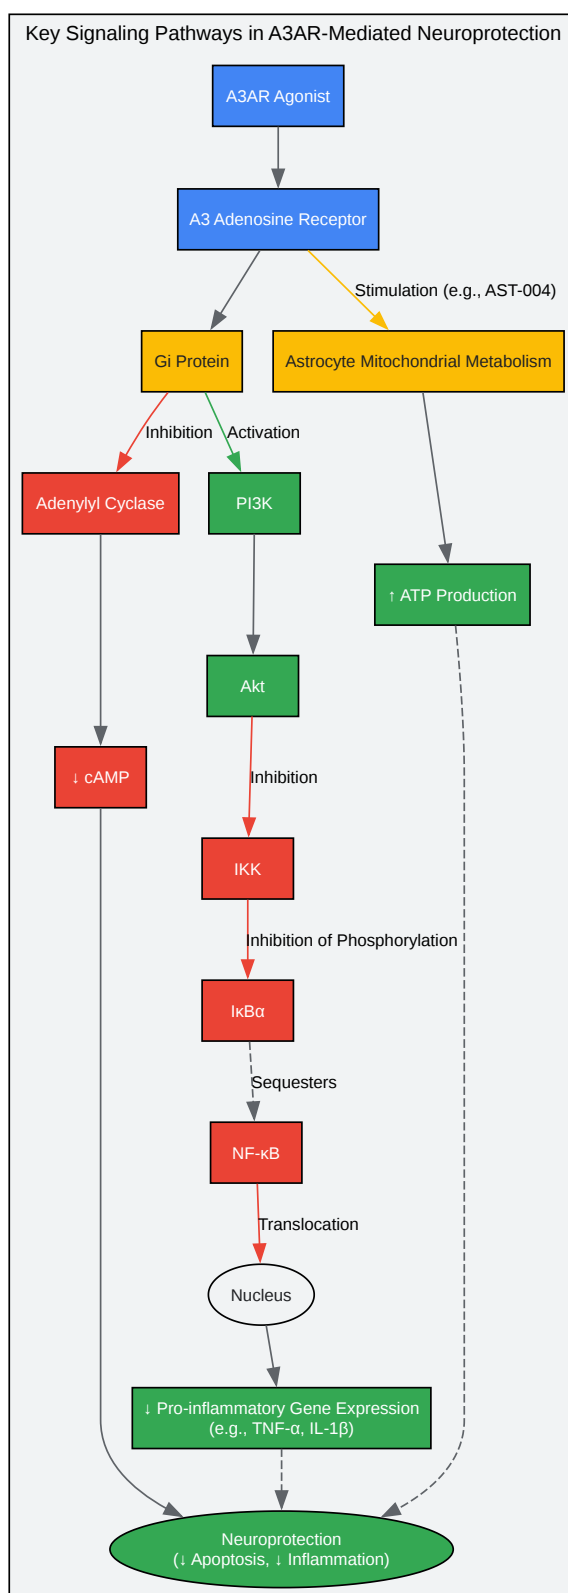 Key Signaling Pathways in A3AR-Mediated Neuroprotection
A3AR Agonist
A3 Adenosine Receptor
Stimulation (e.g., AST-004)
Gi Protein
Astrocyte Mitochondrial Metabolism
Inhibition
Activation
Adenylyl Cyclase
PI3K
↑ ATP Production
Akt
↓ cAMP
Inhibition
IKK
Inhibition of Phosphorylation
IκBα
Sequesters
NF-κB
Translocation
Nucleus
↓ Pro-inflammatory Gene Expression
(e.g., TNF-α, IL-1β)
Neuroprotection
(↓ Apoptosis, ↓ Inflammation)